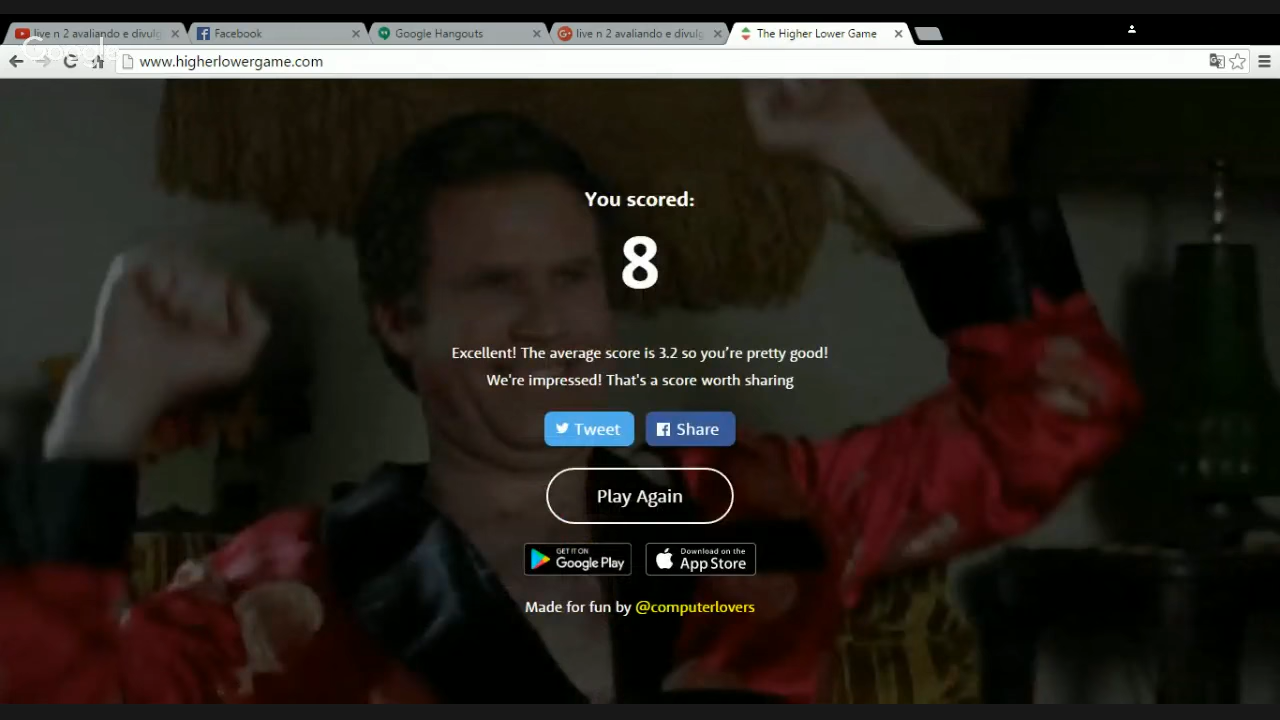 live n 2 avaliando e divulg
Facebook
Google Hangouts
live n 2 avaliando e divulg
The Higher Lower Game
Google
www.higherlowergame.com
You scored:
8
Excellent! The average score is 3.2 so you’re pretty good!
We're impressed! That's a score worth sharing
Tweet
Share
Play Again
GET IT ON
Google Play
Download on the
App Store
Made for fun by @computerlovers